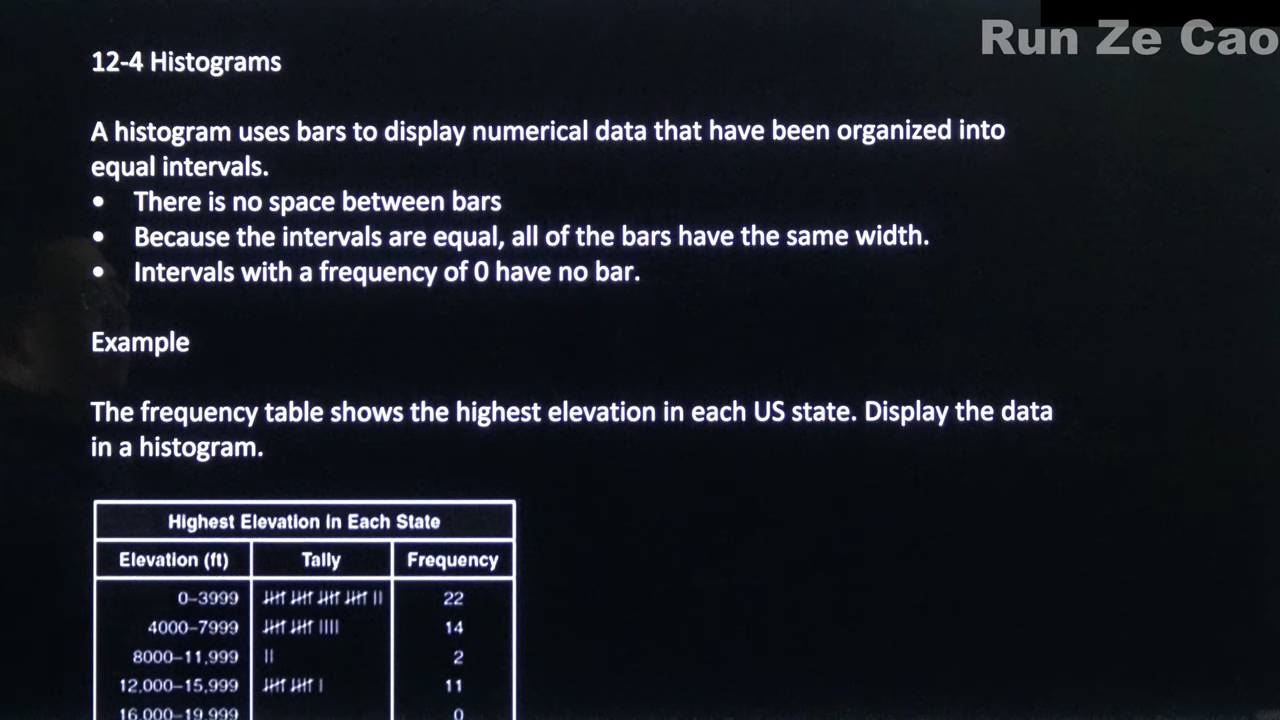 Run Ze Cao
12-4 Histograms
A histogram uses bars to display numerical data that have been organized into
equal intervals.
• There is no space between bars
• Because the intervals are equal, all of the bars have the same width.
• Intervals with a frequency of 0 have no bar.
Example
The frequency table shows the highest elevation in each US state. Display the data
in a histogram.
Highest Elevation in Each State
Elevation (ft) Tally Frequency
0–3999 𝍸 𝍸 𝍸 𝍸 || 22
4000–7999 𝍸 𝍸 |||| 14
8000–11,999 || 2
12,000–15,999 𝍸 𝍸 | 11
16,000–19,999 0